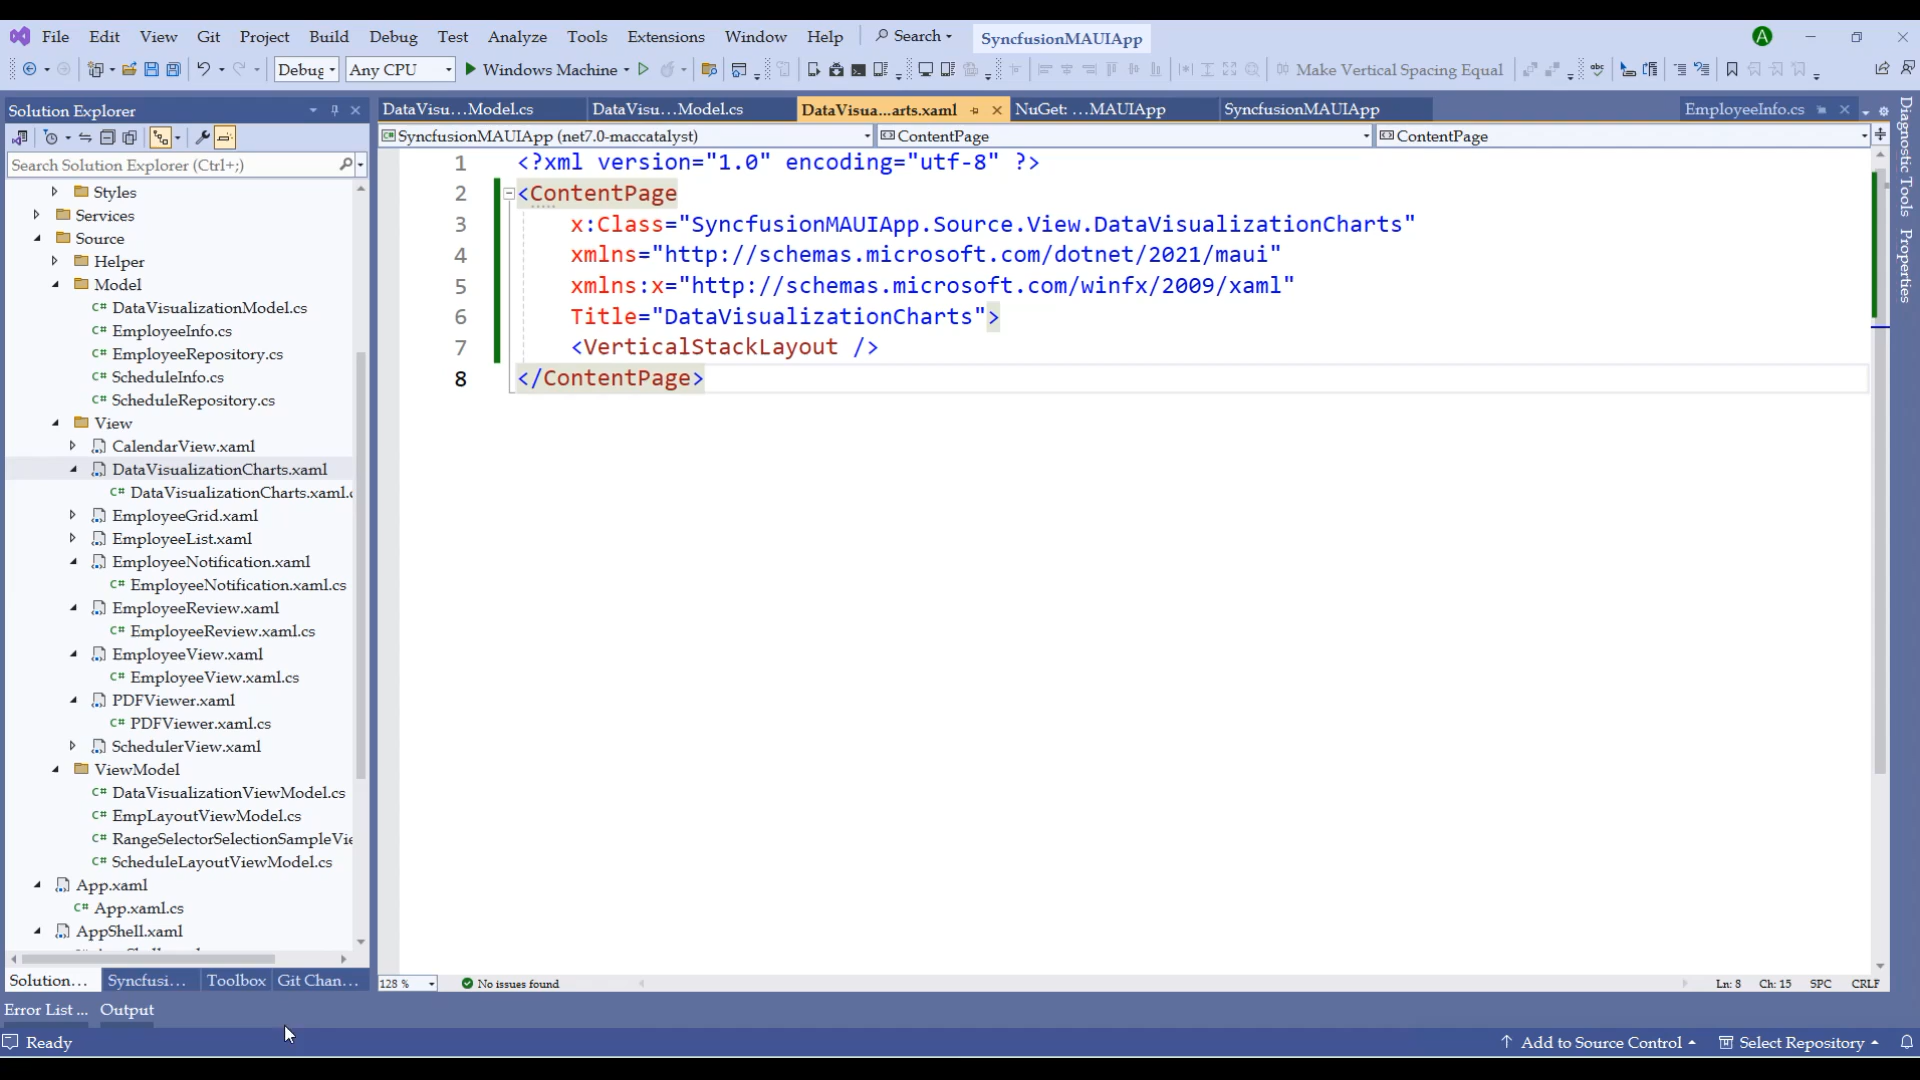 File Edit View Git Project Build Debug Test Analyze Tools Extensions Window Help Search SyncfusionMAUIApp A
Debug Any CPU Windows Machine Make Vertical Spacing Equal
Solution Explorer
Search Solution Explorer (Ctrl+;)
Styles
Services
Source
Helper
Model
C# DataVisualizationModel.cs
C# EmployeeInfo.cs
C# EmployeeRepository.cs
C# ScheduleInfo.cs
C# ScheduleRepository.cs
View
CalendarView.xaml
DataVisualizationCharts.xaml
C# DataVisualizationCharts.xaml.c
EmployeeGrid.xaml
EmployeeList.xaml
EmployeeNotification.xaml
C# EmployeeNotification.xaml.cs
EmployeeReview.xaml
C# EmployeeReview.xaml.cs
EmployeeView.xaml
C# EmployeeView.xaml.cs
PDFViewer.xaml
C# PDFViewer.xaml.cs
SchedulerView.xaml
ViewModel
C# DataVisualizationViewModel.cs
C# EmpLayoutViewModel.cs
C# RangeSelectorSelectionSampleVie
C# ScheduleLayoutViewModel.cs
App.xaml
C# App.xaml.cs
AppShell.xaml
Solution... Syncfusi... Toolbox Git Chan...
DataVisu...Model.cs DataVisu...Model.cs DataVisua...arts.xaml NuGet: ...MAUIApp SyncfusionMAUIApp EmployeeInfo.cs
SyncfusionMAUIApp (net7.0-maccatalyst) ContentPage ContentPage
1 <?xml version="1.0" encoding="utf-8" ?>
2 <ContentPage
3 x:Class="SyncfusionMAUIApp.Source.View.DataVisualizationCharts"
4 xmlns="http://schemas.microsoft.com/dotnet/2021/maui"
5 xmlns:x="http://schemas.microsoft.com/winfx/2009/xaml"
6 Title="DataVisualizationCharts">
7 <VerticalStackLayout />
8 </ContentPage>
128 % No issues found Ln: 8 Ch: 15 SPC CRLF
Diagnostic Tools
Properties
Error List ... Output
Ready Add to Source Control Select Repository